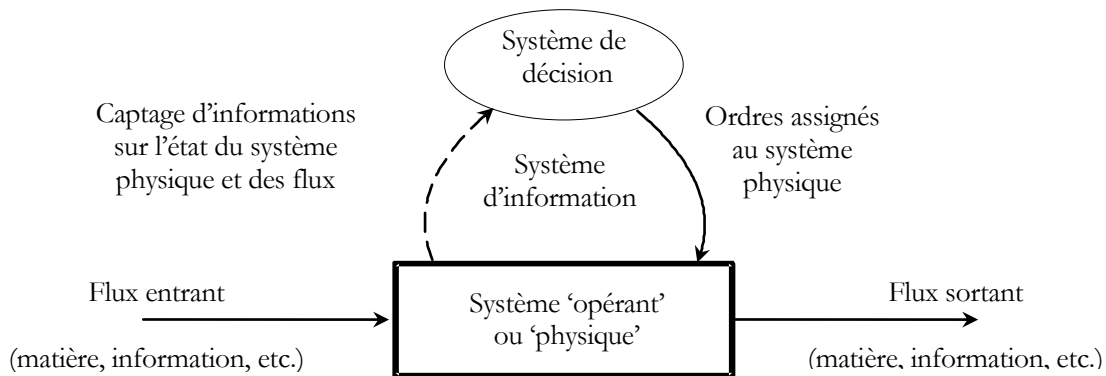 Système de
décision
Captage d’informations
sur l’état du système
physique et des flux
Ordres assignés
au système
physique
Système
d’information
Flux entrant
(matière, information, etc.)
Système ‘opérant’
ou ‘physique’
Flux sortant
(matière, information, etc.)